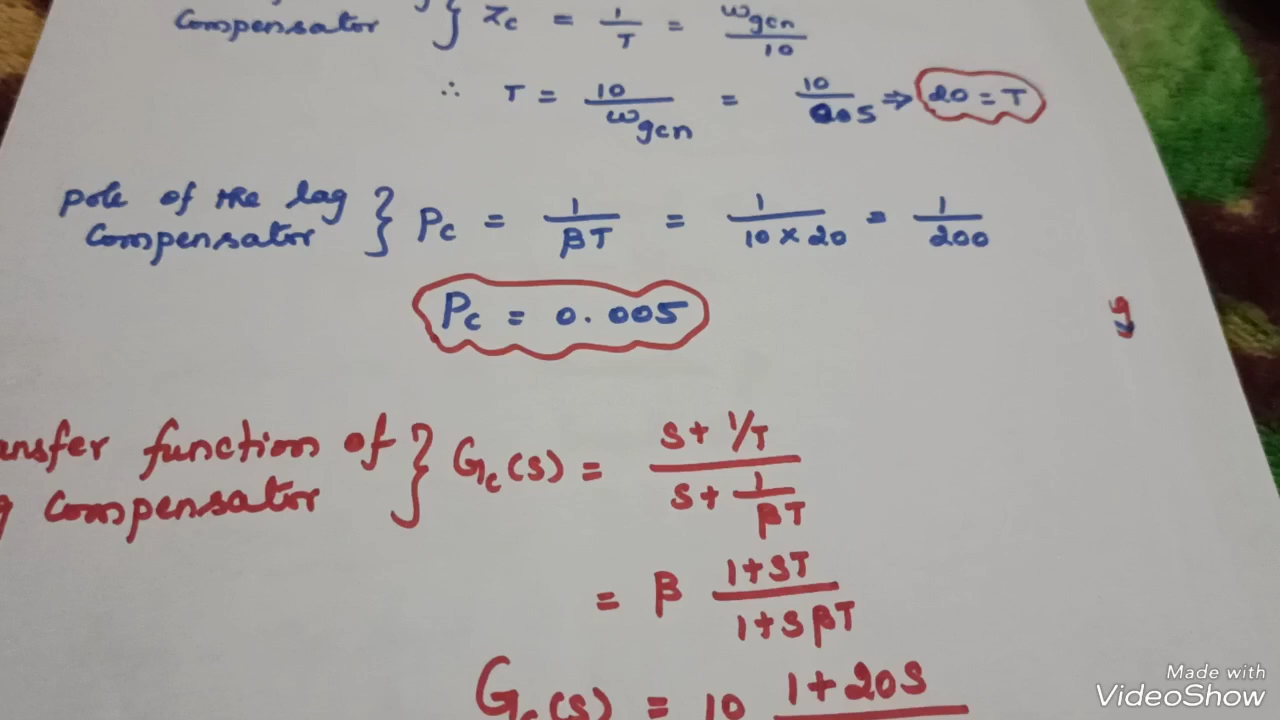 compensator } Zc = 1/T = ωgcn/10
∴ T = 10/ωgcn = 10/0.5 ⇒ 20 = T
pole of the lag compensator } Pc = 1/βT = 1/10×20 = 1/200
Pc = 0.005
ansfer function of
g compensator } Gc(s) = s+1/T / s+1/βT
= β 1+sT / 1+sβT
Gc(s) = 10 1+20s
Made with
VideoShow